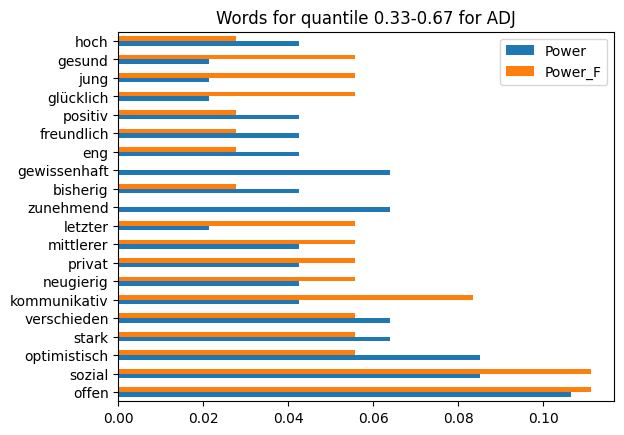 Words for quantile 0.33-0.67 for ADJ
Power
Power_F
hoch
gesund
jung
glücklich
positiv
freundlich
eng
gewissenhaft
bisherig
zunehmend
letzter
mittlerer
privat
neugierig
kommunikativ
verschieden
stark
optimistisch
sozial
offen
0.00 0.02 0.04 0.06 0.08 0.10